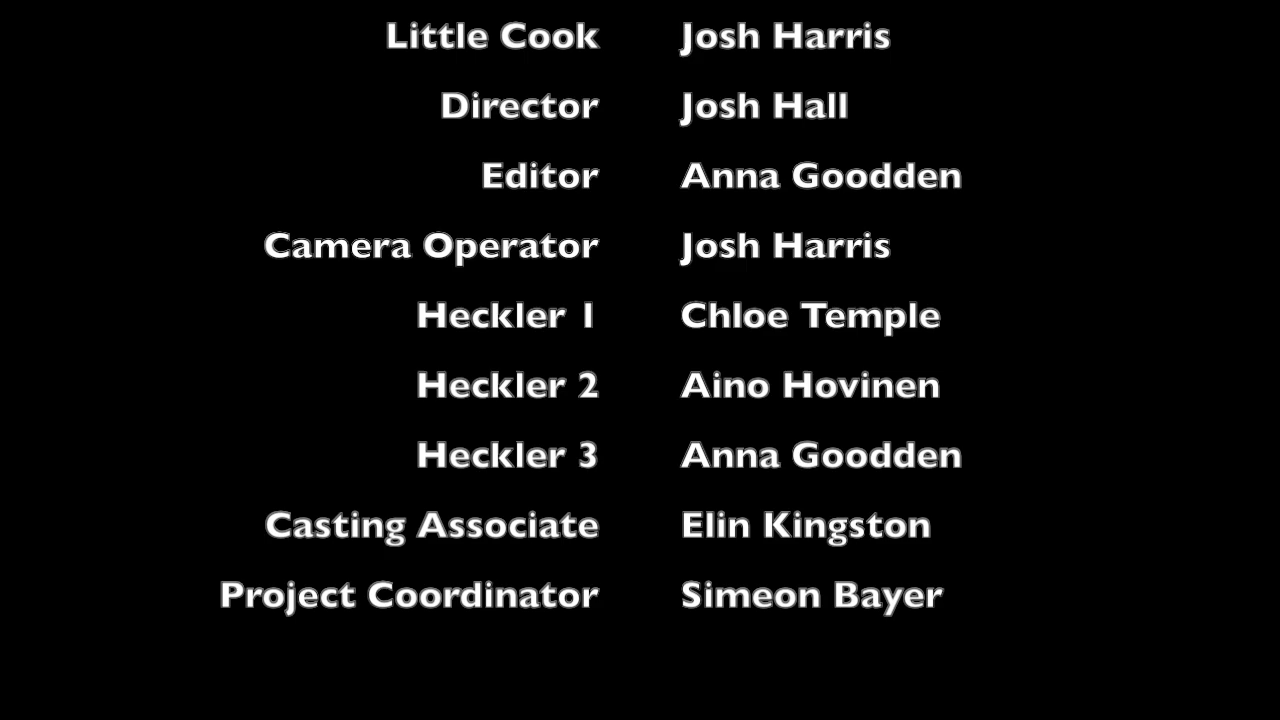 Little Cook Josh Harris
Director Josh Hall
Editor Anna Goodden
Camera Operator Josh Harris
Heckler 1 Chloe Temple
Heckler 2 Aino Hovinen
Heckler 3 Anna Goodden
Casting Associate Elin Kingston
Project Coordinator Simeon Bayer